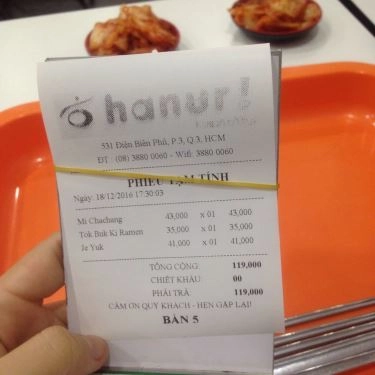 hanuri
531 Điện Biên Phủ, P.3, Q.3, HCM
ĐT : (08) 3880 0060 - Wifi: 3880 0060
PHIẾU TẠM TÍNH
Ngày: 18/12/2016 17:30:03
Mi Chachang 43,000 x 01 43,000
Tok Buk Ki Ramen 35,000 x 01 35,000
Je Yuk 41,000 x 01 41,000
TỔNG CỘNG: 119,000
CHIẾT KHẤU: 00
PHẢI TRẢ: 119,000
CẢM ƠN QUÝ KHÁCH - HẸN GẶP LẠI!
BÀN 5